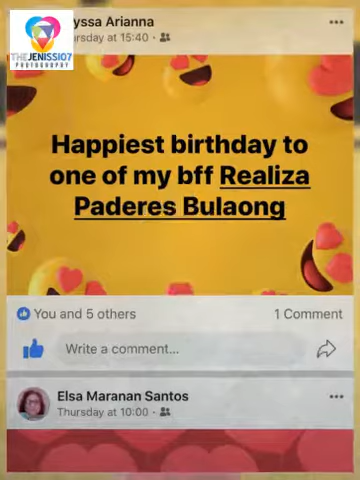 THEJENISSI07
PHOTOGRAPHY
yssa Arianna
rsday at 15:40 ·
Happiest birthday to
one of my bff Realiza
Paderes Bulaong
You and 5 others
1 Comment
Write a comment...
Elsa Maranan Santos
Thursday at 10:00 ·